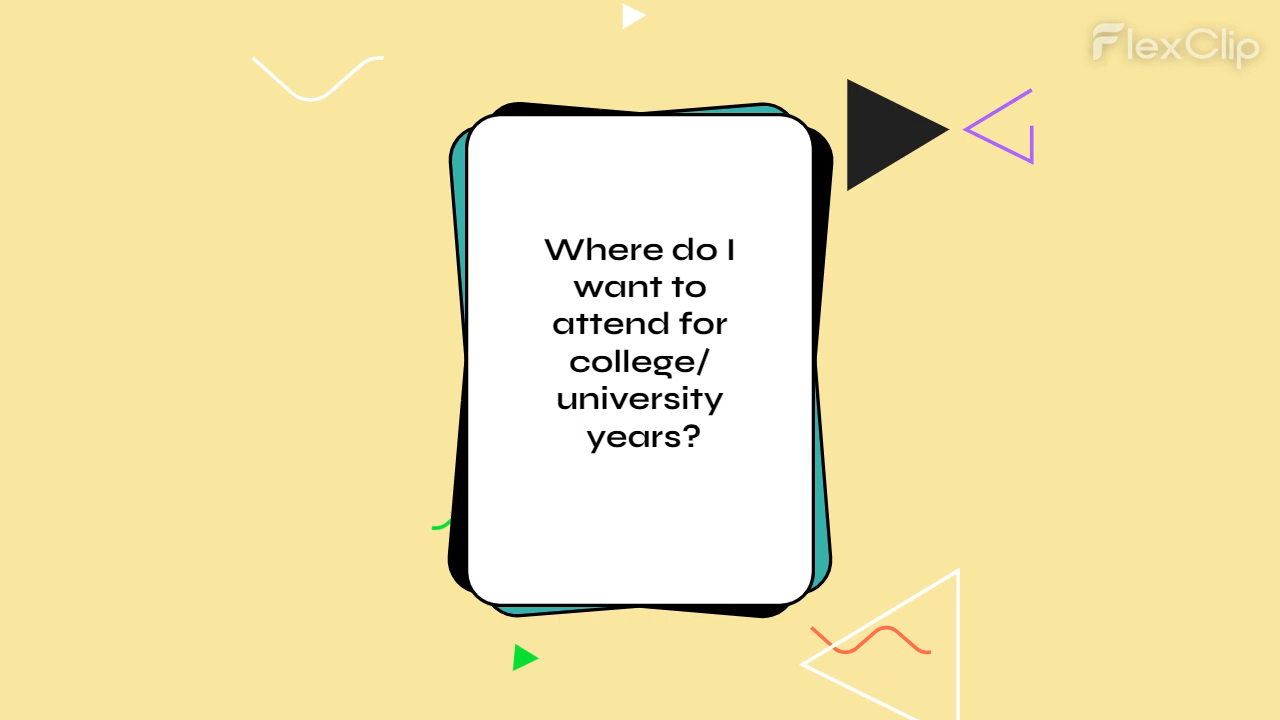 FlexClip
Where do I
want to
attend for
college/
university
years?